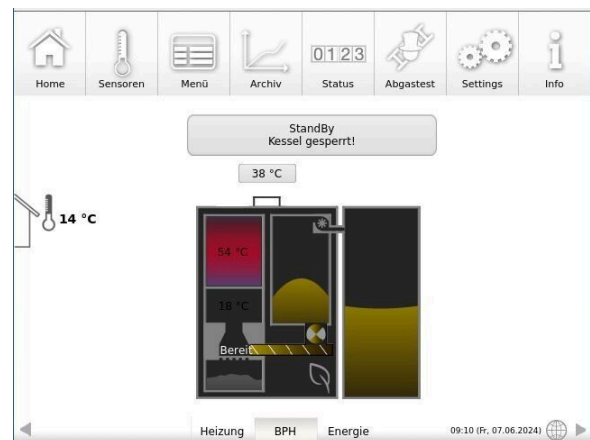 0123
Home Sensoren Menü Archiv Status Abgastest Settings Info
StandBy
Kessel gesperrt!
38 °C
14 °C
54 °C
18 °C
Bereit
Heizung BPH Energie 09:10 (Fr, 07.06.2024)